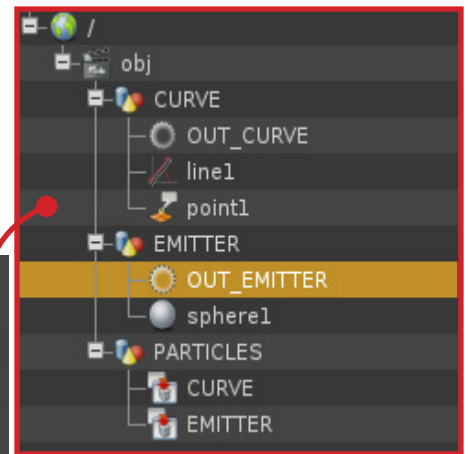 /
obj
CURVE
OUT_CURVE
line1
point1
EMITTER
OUT_EMITTER
sphere1
PARTICLES
CURVE
EMITTER